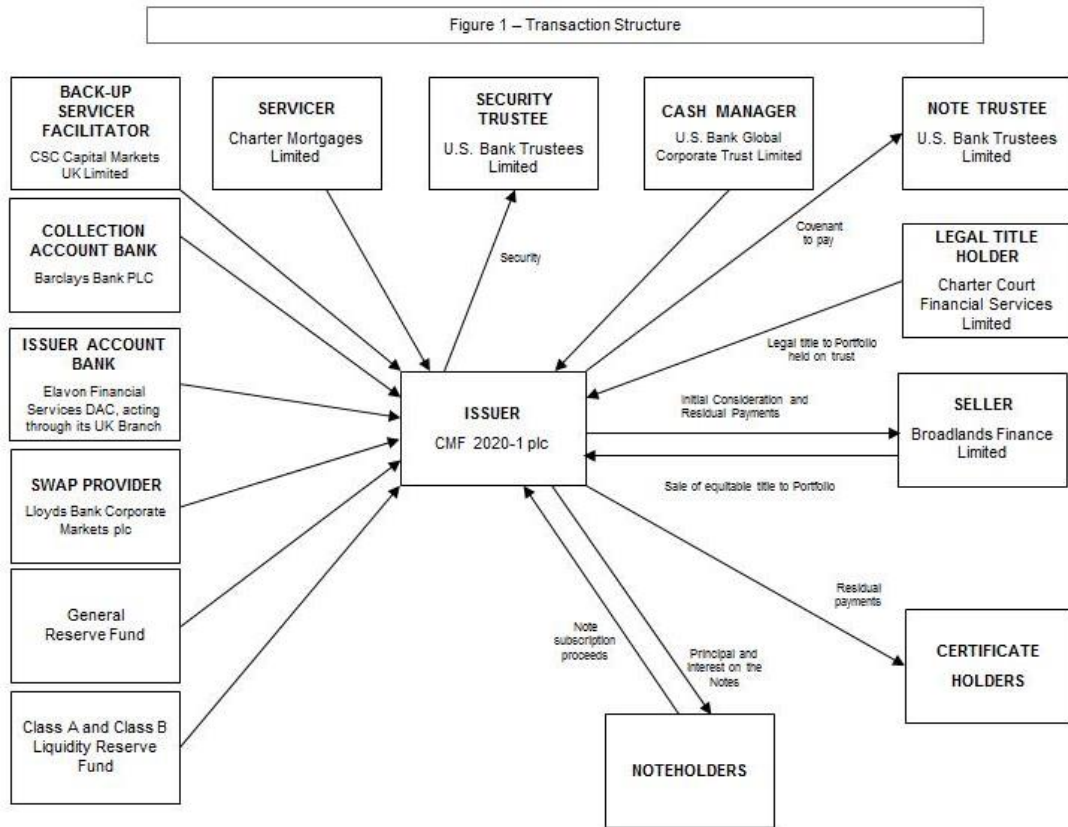 Figure 1 – Transaction Structure
BACK-UP
SERVICER
FACILITATOR
CSC Capital Markets
UK Limited
SERVICER
Charter Mortgages
Limited
SECURITY
TRUSTEE
U.S. Bank Trustees
Limited
CASH MANAGER
U.S. Bank Global
Corporate Trust Limited
NOTE TRUSTEE
U.S. Bank Trustees
Limited
COLLECTION
ACCOUNT BANK
Barclays Bank PLC
Security
Covenant
to pay
LEGAL TITLE
HOLDER
Charter Court
Financial Services
Limited
ISSUER ACCOUNT
BANK
Elavon Financial
Services DAC, acting
through its UK Branch
Legal title to Portfolio
held on trust
ISSUER
CMF 2020-1 plc
Initial Consideration and
Residual Payments
SELLER
Broadlands Finance
Limited
Sale of equitable title to Portfolio
SWAP PROVIDER
Lloyds Bank Corporate
Markets plc
General
Reserve Fund
Note
subscription
proceeds
Principal and
Interest on the
Notes
Residual
payments
CERTIFICATE
HOLDERS
Class A and Class B
Liquidity Reserve
Fund
NOTEHOLDERS